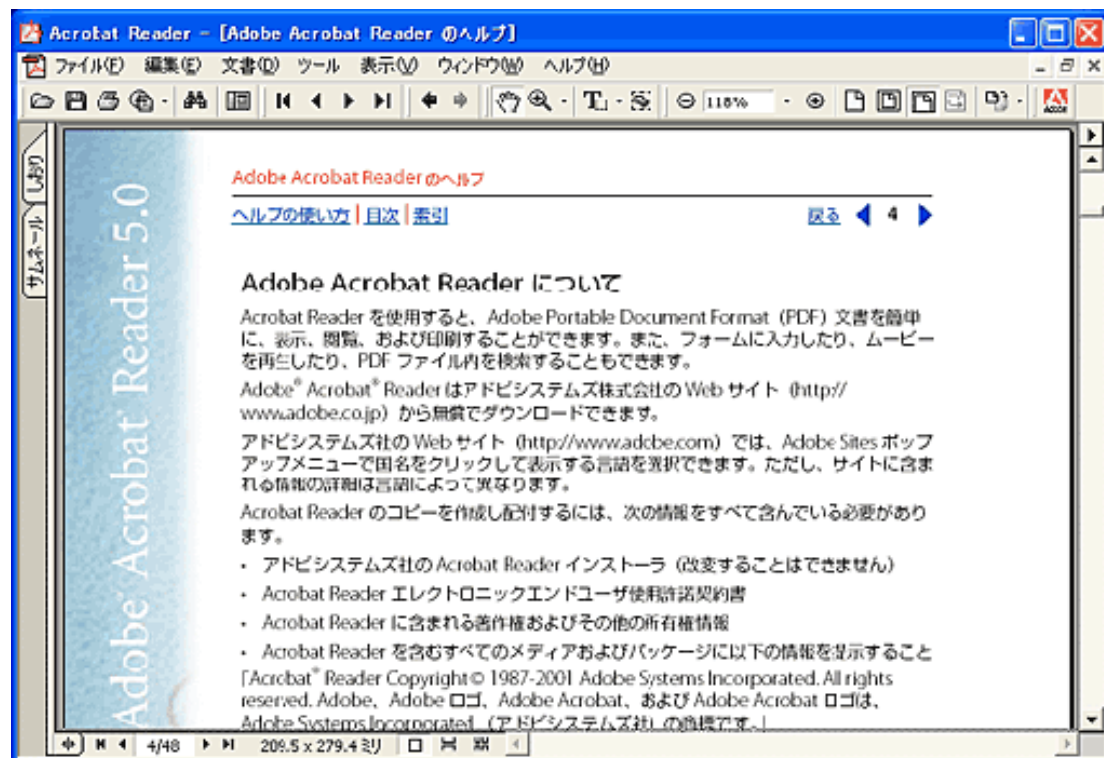 Acrobat Reader - [Adobe Acrobat Reader のヘルプ]
ファイル(F) 編集(E) 文書(D) ツール 表示(V) ウィンドウ(W) ヘルプ(H)
118%
しおり
サムネール
Adobe Acrobat Reader 5.0
Adobe Acrobat Reader のヘルプ
ヘルプの使い方 | 目次 | 索引 戻る 4
Adobe Acrobat Reader について
Acrobat Reader を使用すると、Adobe Portable Document Format（PDF）文書を簡単
に、表示、閲覧、および印刷することができます。また、フォームに入力したり、ムービー
を再生したり、PDF ファイル内を検索することもできます。
Adobe® Acrobat® Reader はアドビシステムズ株式会社の Web サイト（http://
www.adobe.co.jp）から無償でダウンロードできます。
アドビシステムズ社の Web サイト（http://www.adobe.com）では、Adobe Sites ポップ
アップメニューで国名をクリックして表示する言語を選択できます。ただし、サイトに含ま
れる情報の詳細は言語によって異なります。
Acrobat Reader のコピーを作成し配付するには、次の情報をすべて含んでいる必要があり
ます。
・ アドビシステムズ社の Acrobat Reader インストーラ（改変することはできません）
・ Acrobat Reader エレクトロニックエンドユーザ使用許諾契約書
・ Acrobat Reader に含まれる著作権およびその他の所有権情報
・ Acrobat Reader を含むすべてのメディアおよびパッケージに以下の情報を提示すること
「Acrobat® Reader Copyright © 1987-2001 Adobe Systems Incorporated. All rights
reserved. Adobe、Adobe ロゴ、Adobe Acrobat、および Adobe Acrobat ロゴは、
Adobe Systems Incorporated （アドビシステムズ社）の商標です。」
4/48 209.5 x 279.4 ミリ